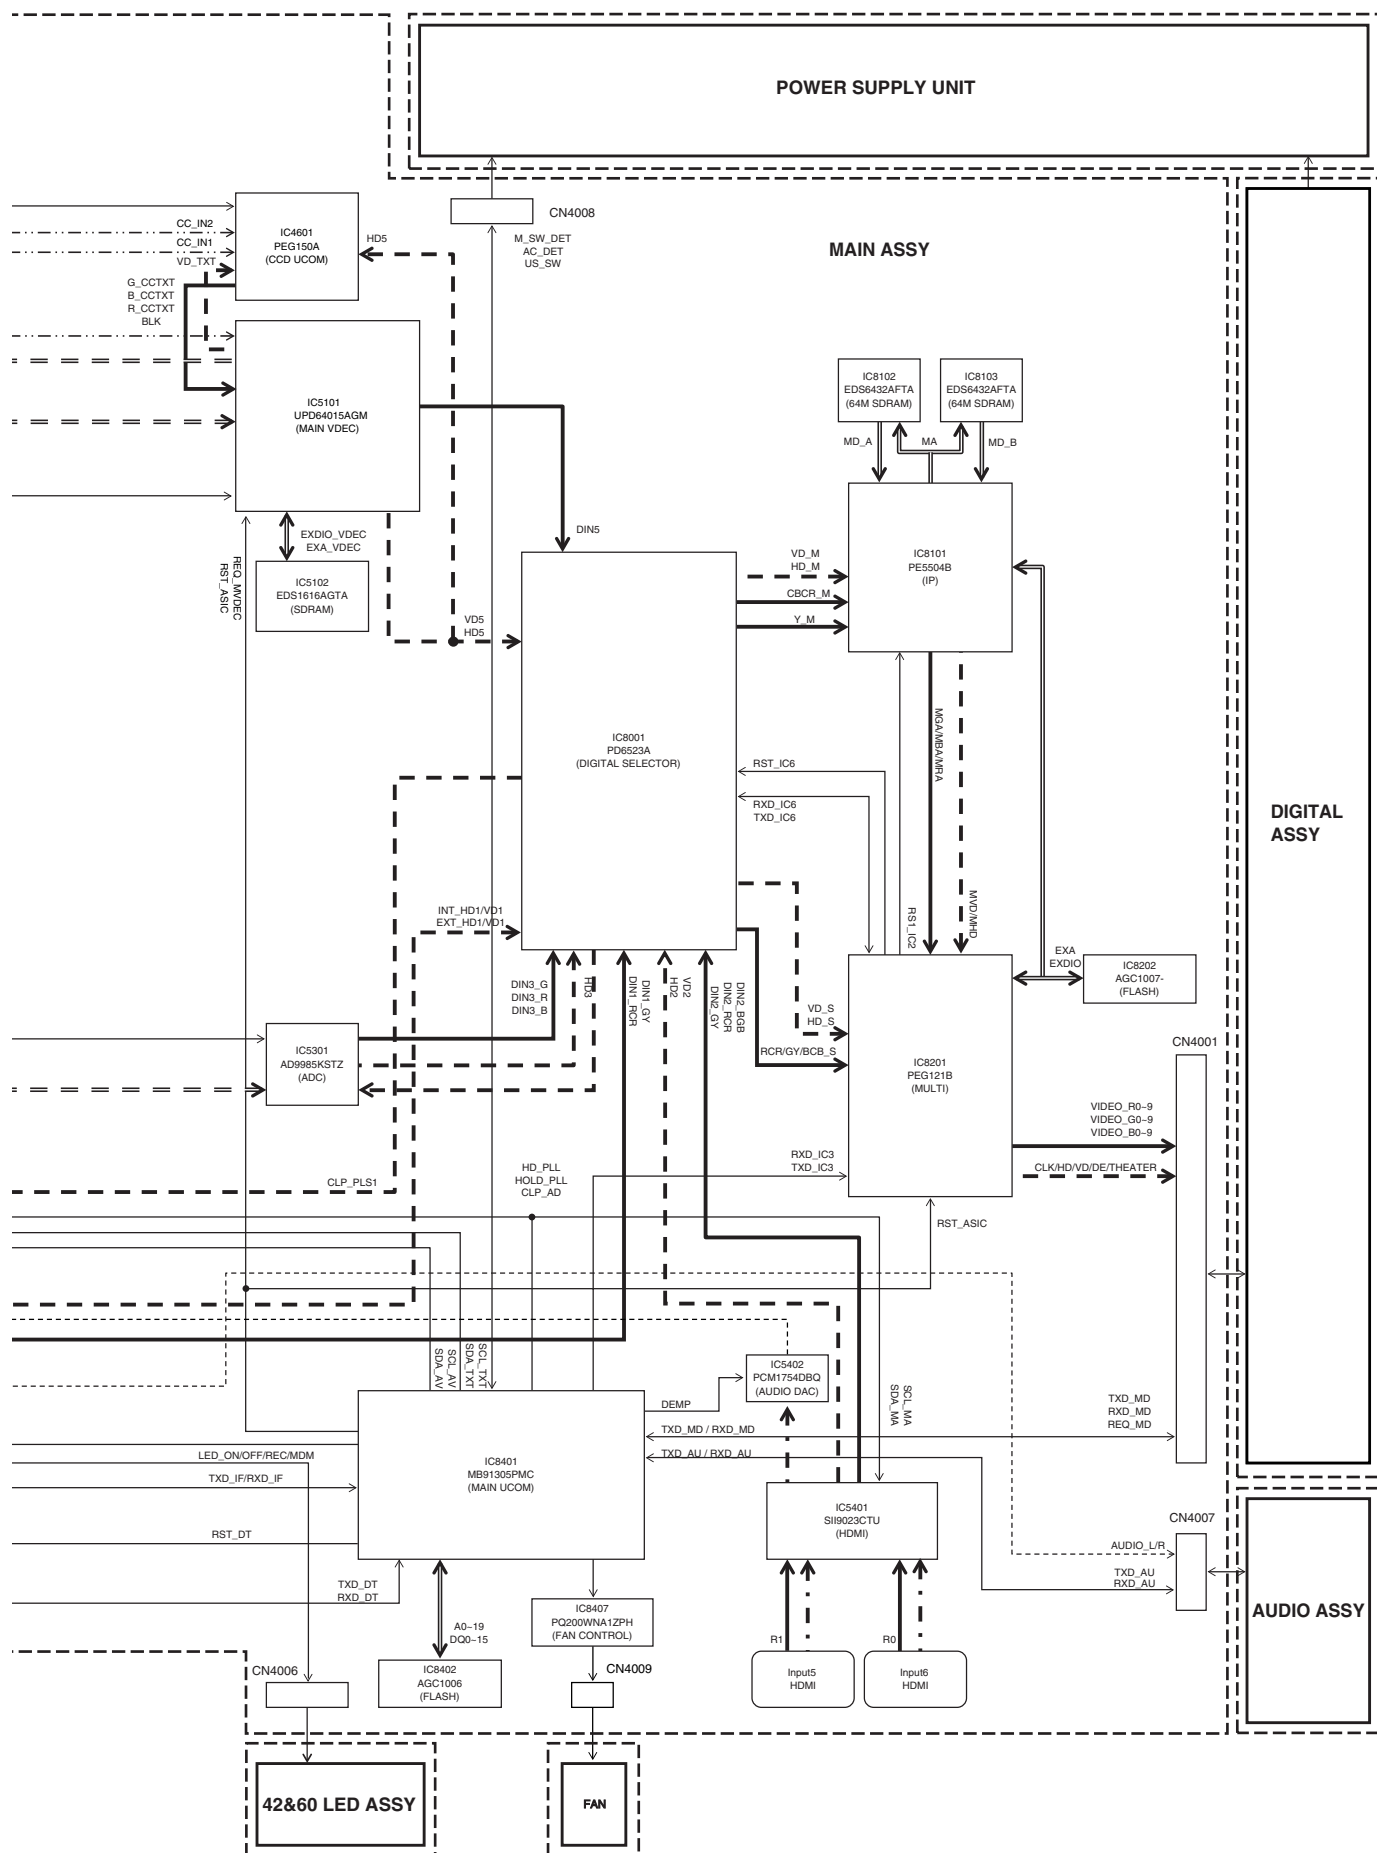 POWER SUPPLY UNIT
CN4008
M_SW_DET
AC_DET
US_SW
MAIN ASSY
CC_IN2
CC_IN1
VD_TXT
IC4601
PEG150A
(CCD UCOM)
HD5
G_CCTXT
B_CCTXT
R_CCTXT
BLK
IC5101
UPD64015AGM
(MAIN VDEC)
IC8102
EDS6432AFTA
(64M SDRAM)
IC8103
EDS6432AFTA
(64M SDRAM)
MD_A
MA
MD_B
EXDIO_VDEC
EXA_VDEC
REQ_MVDEC
RST_ASIC
IC5102
EDS1616AGTA
(SDRAM)
DIN5
VD_M
HD_M
CBCR_M
Y_M
IC8101
PE5504B
(IP)
VD5
HD5
IC8001
PD6523A
(DIGITAL SELECTOR)
RST_IC6
RXD_IC6
TXD_IC6
MGA/MBA/MRA
DIGITAL
ASSY
INT_HD1/VD1
EXT_HD1/VD1
RS1_IC2
MVD/MHD
EXA
EXDIO
IC8202
AGC1007-
(FLASH)
DIN3_G
DIN3_R
DIN3_B
HD3
DIN1_GY
DIN1_RCR
VD2
HD2
DIN2_BGB
DIN2_RCR
DIN2_GY
VD_S
HD_S
RCR/GY/BCB_S
CN4001
IC5301
AD9985KSTZ
(ADC)
IC8201
PEG121B
(MULTI)
VIDEO_R0~9
VIDEO_G0~9
VIDEO_B0~9
CLK/HD/VD/DE/THEATER
RXD_IC3
TXD_IC3
CLP_PLS1
HD_PLL
HOLD_PLL
CLP_AD
RST_ASIC
SCL_TXT
SDA_TXT
SCL_AV
SDA_AV
IC5402
PCM1754DBQ
(AUDIO DAC)
DEMP
SCL_MA
SDA_MA
TXD_MD
RXD_MD
REQ_MD
TXD_MD / RXD_MD
TXD_AU / RXD_AU
LED_ON/OFF/REC/MDM
TXD_IF/RXD_IF
IC8401
MB91305PMC
(MAIN UCOM)
IC5401
SII9023CTU
(HDMI)
RST_DT
CN4007
AUDIO_L/R
TXD_AU
RXD_AU
TXD_DT
RXD_DT
AUDIO ASSY
A0~19
DQ0~15
IC8407
PQ200WNA1ZPH
(FAN CONTROL)
R1
R0
CN4006
IC8402
AGC1006
(FLASH)
CN4009
Input5
HDMI
Input6
HDMI
42&60 LED ASSY
FAN